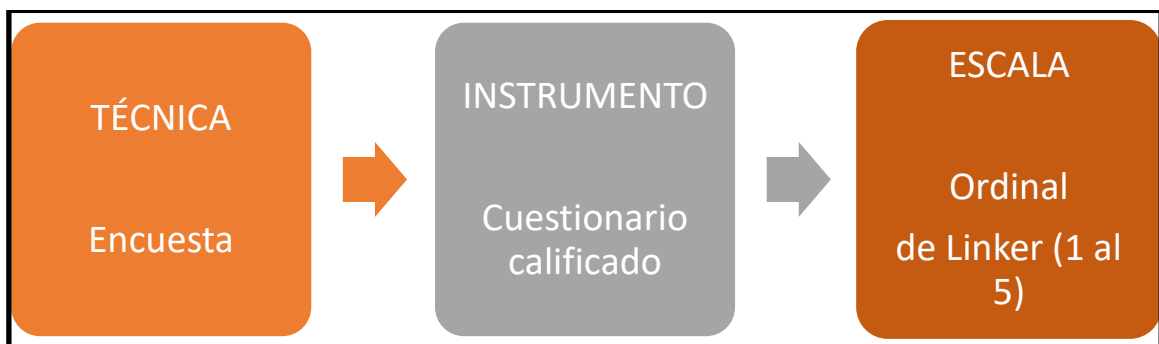 TÉCNICA
Encuesta
INSTRUMENTO
Cuestionario
calificado
ESCALA
Ordinal
de Linker (1 al
5)